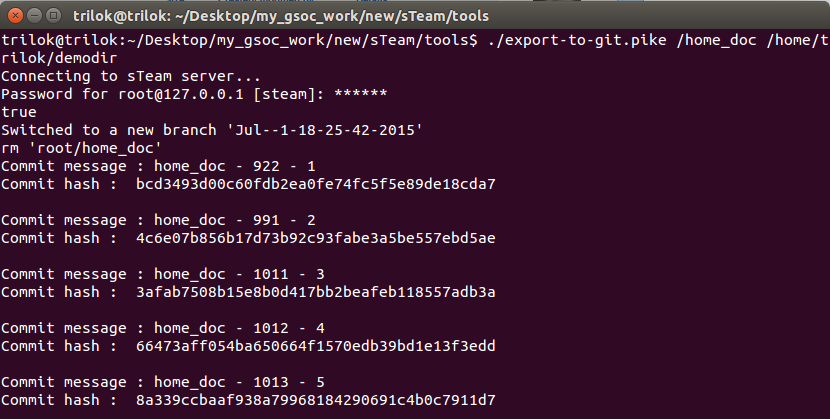 trilok@trilok: ~/Desktop/my_gsoc_work/new/sTeam/tools
trilok@trilok:~/Desktop/my_gsoc_work/new/sTeam/tools$ ./export-to-git.pike /home_doc /home/t
rilok/demodir
Connecting to sTeam server...
Password for root@127.0.0.1 [steam]: ******
true
Switched to a new branch 'Jul--1-18-25-42-2015'
rm 'root/home_doc'
Commit message : home_doc - 922 - 1
Commit hash :  bcd3493d00c60fdb2ea0fe74fc5f5e89de18cda7
Commit message : home_doc - 991 - 2
Commit hash :  4c6e07b856b17d73b92c93fabe3a5be557ebd5ae
Commit message : home_doc - 1011 - 3
Commit hash :  3afab7508b15e8b0d417bb2beafeb118557adb3a
Commit message : home_doc - 1012 - 4
Commit hash :  66473aff054ba650664f1570edb39bd1e13f3edd
Commit message : home_doc - 1013 - 5
Commit hash :  8a339ccbaaf938a79968184290691c4b0c7911d7